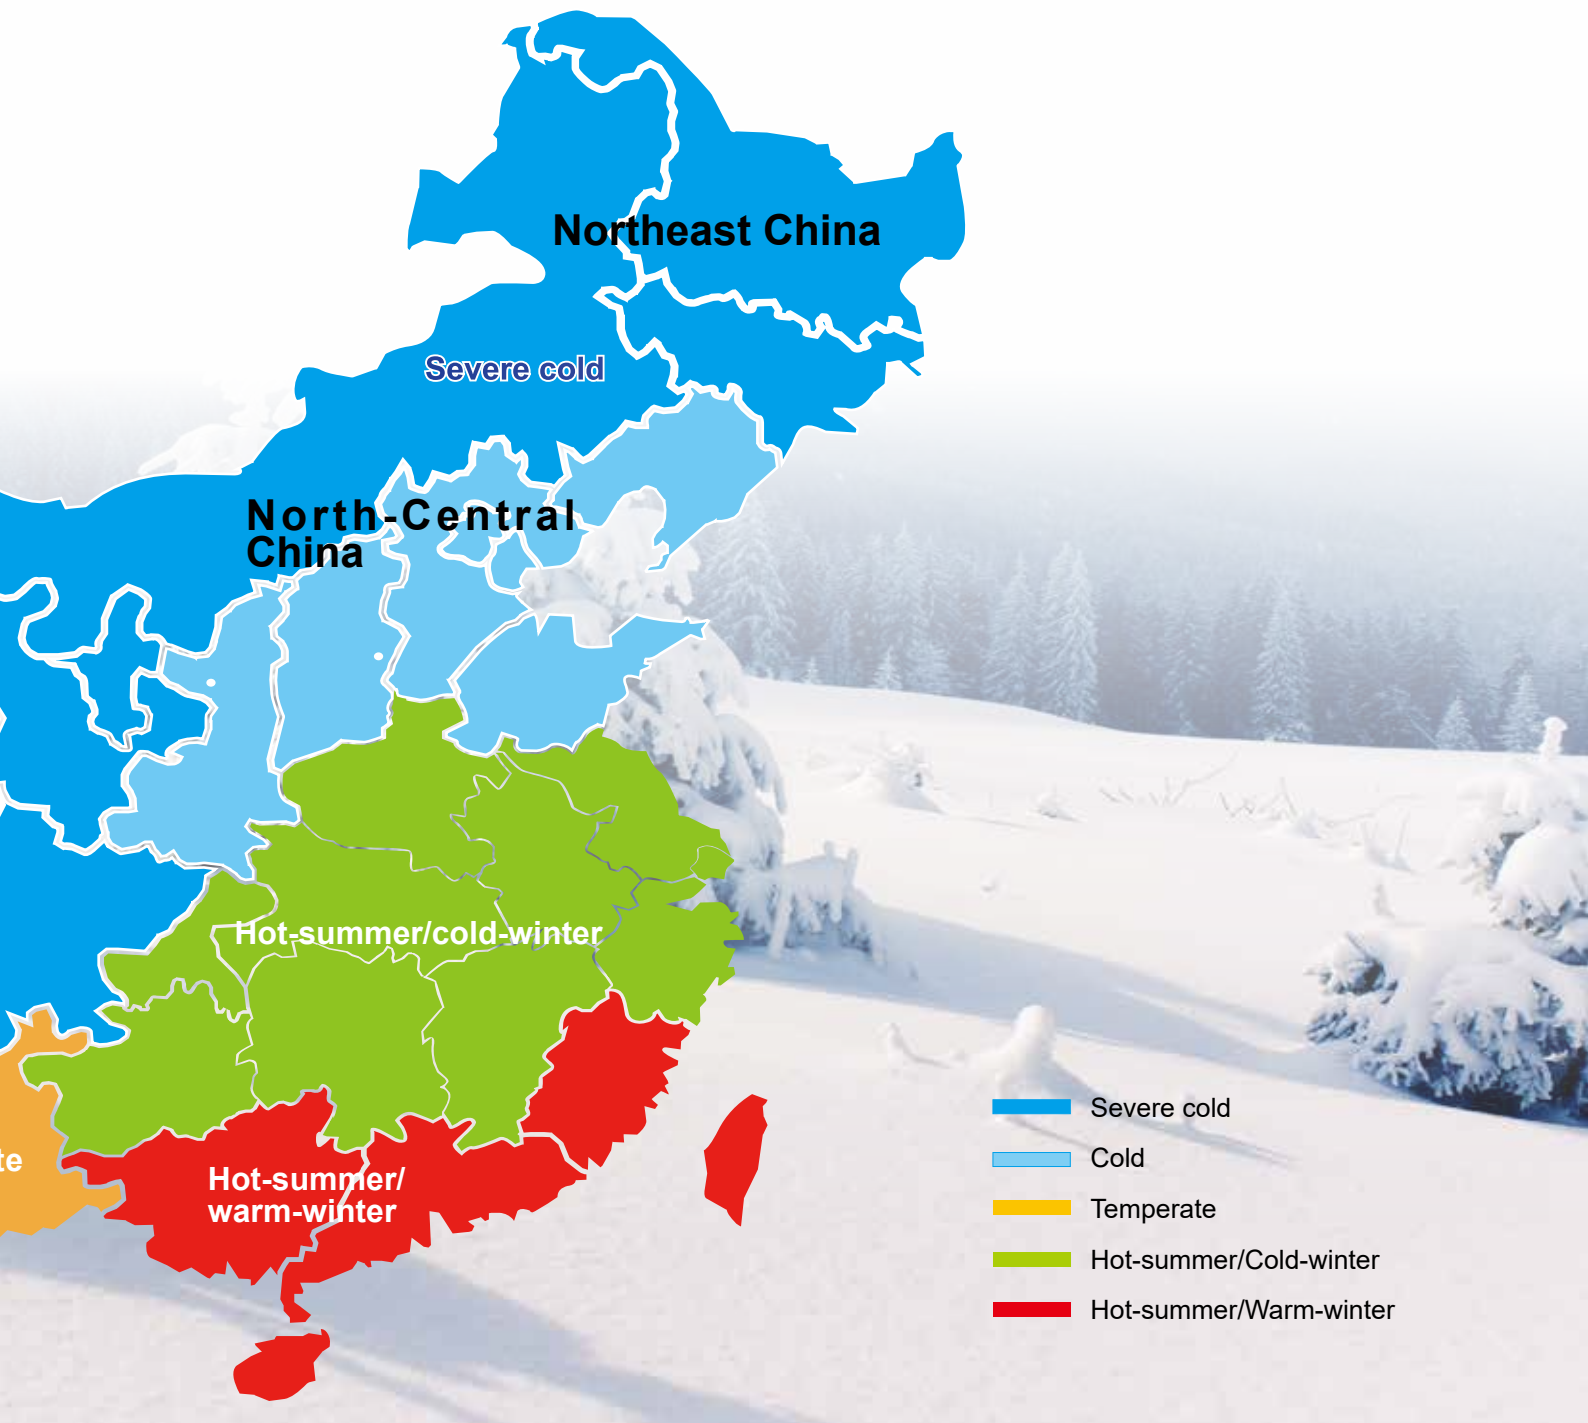 Northeast China
Severe cold
North-Central
China
Hot-summer/cold-winter
te
Hot-summer/
warm-winter
Severe cold
Cold
Temperate
Hot-summer/Cold-winter
Hot-summer/Warm-winter